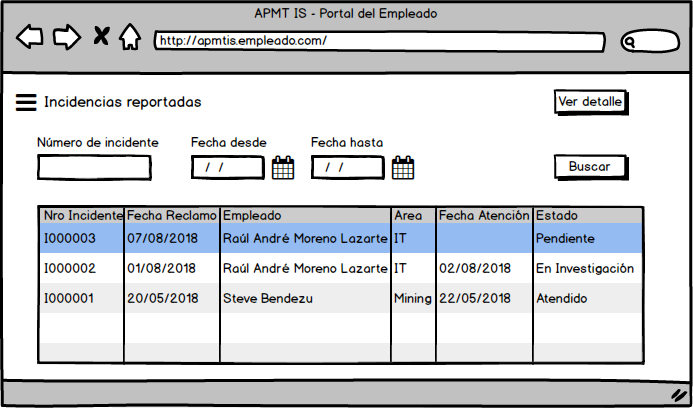 APMT IS - Portal del Empleado
http://apmtis.empleado.com/
Incidencias reportadas
Ver detalle
Número de incidente Fecha desde Fecha hasta
/ / / /
Buscar
Nro Incidente Fecha Reclamo Empleado Area Fecha Atención Estado
I000003 07/08/2018 Raúl André Moreno Lazarte IT Pendiente
I000002 01/08/2018 Raúl André Moreno Lazarte IT 02/08/2018 En Investigación
I000001 20/05/2018 Steve Bendezu Mining 22/05/2018 Atendido